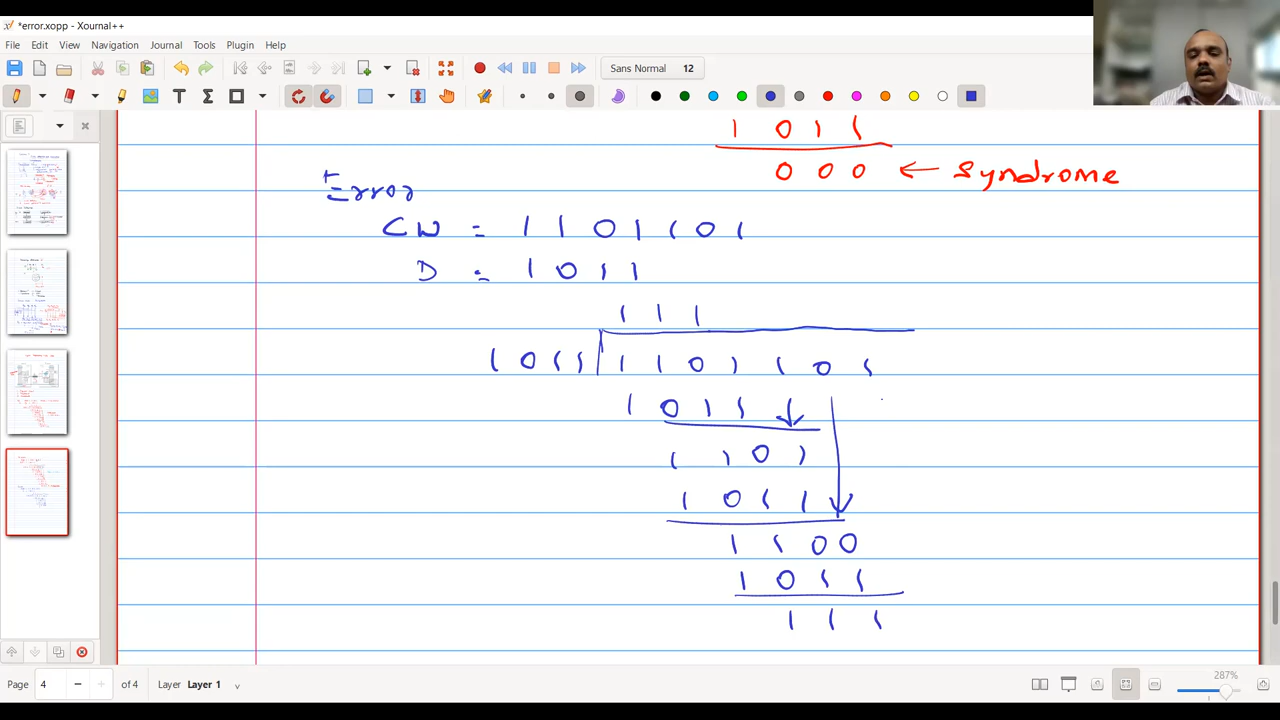 *error.xopp - Xournal++
File Edit View Navigation Journal Tools Plugin Help
Sans Normal 12
1 0 1 1
0 0 0 ← Syndrome
Error
CW = 1 1 0 1 1 0 1
D = 1 0 1 1
1 1 1
1 0 1 1 1 1 0 1 1 0 1
1 0 1 1
1 1 0 1
1 0 1 1
1 1 0 0
1 0 1 1
1 1 1
287%
Page 4 of 4 Layer Layer 1